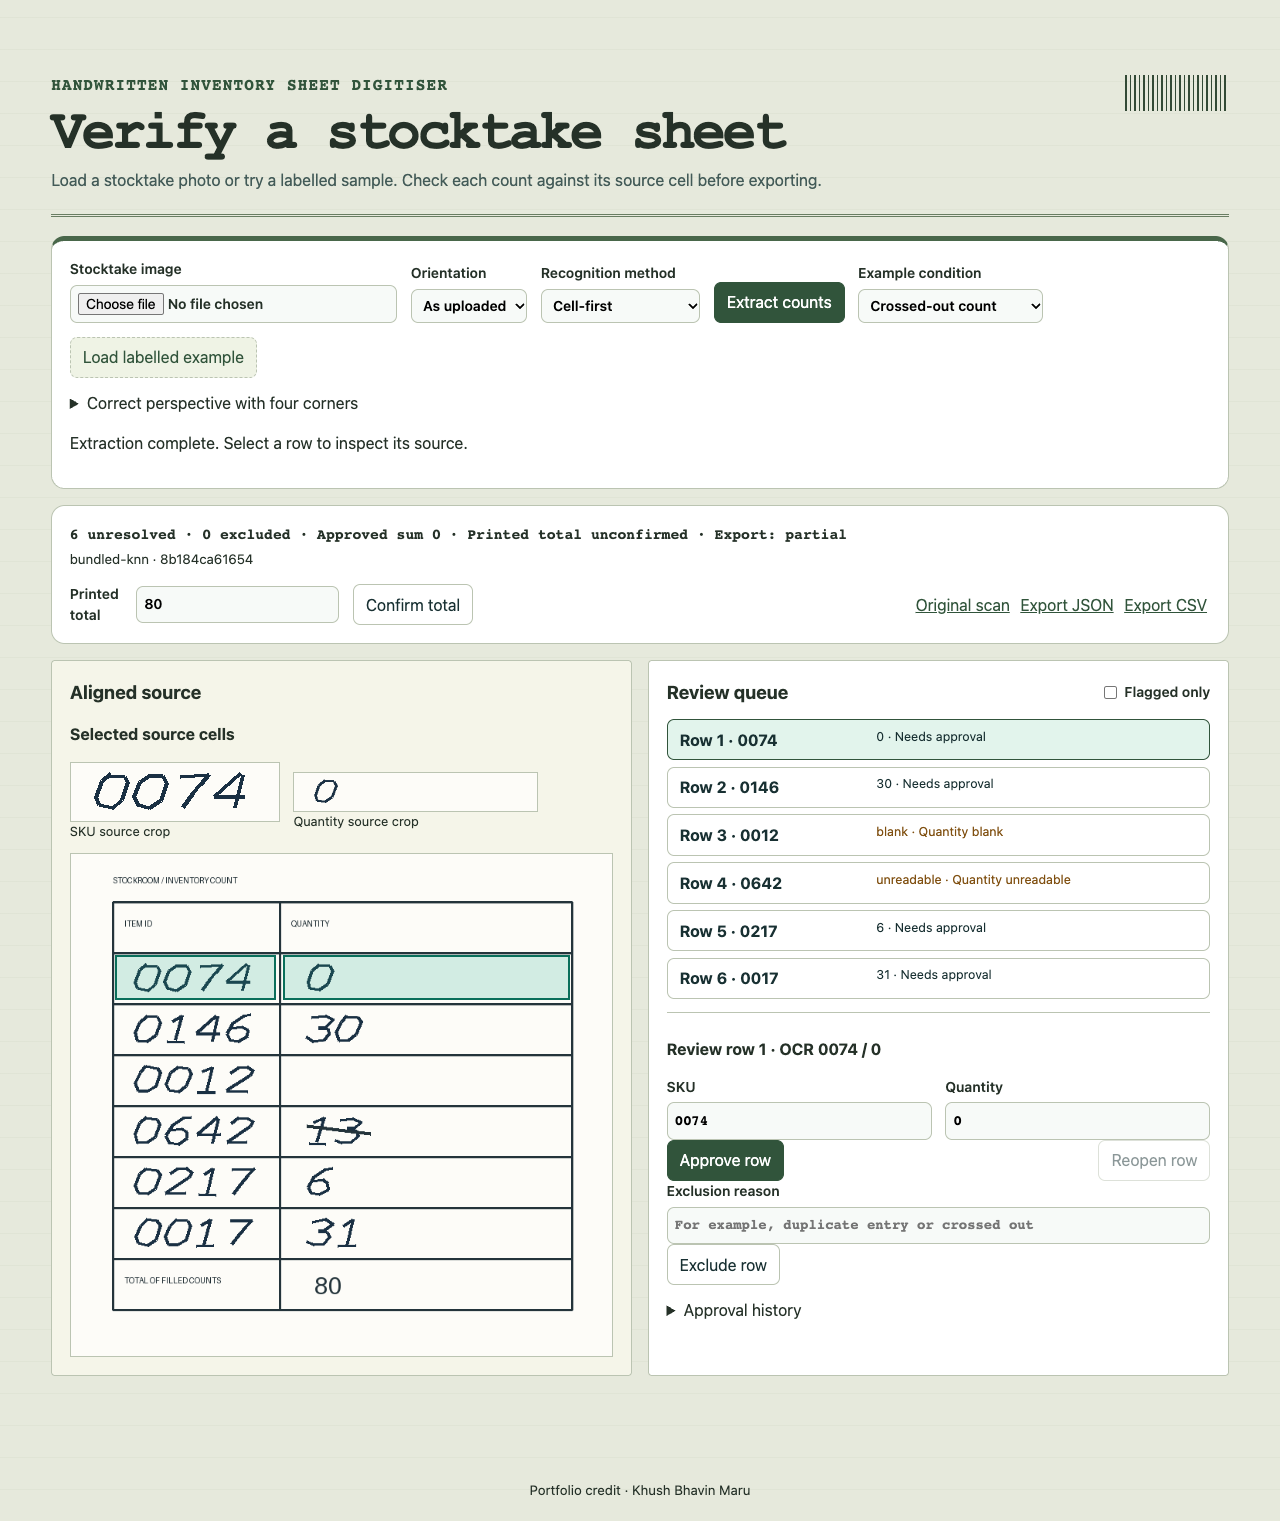 HANDWRITTEN INVENTORY SHEET DIGITISER
Verify a stocktake sheet
Load a stocktake photo or try a labelled sample. Check each count against its source cell before exporting.
Stocktake image
Choose file No file chosen
Orientation
As uploaded
Recognition method
Cell-first
Extract counts
Example condition
Crossed-out count
Load labelled example
Correct perspective with four corners
Extraction complete. Select a row to inspect its source.
6 unresolved · 0 excluded · Approved sum 0 · Printed total unconfirmed · Export: partial
bundled-knn · 8b184ca61654
Printed total
80
Confirm total
Original scan Export JSON Export CSV
Aligned source
Selected source cells
0074
SKU source crop
0
Quantity source crop
STOCKROOM / INVENTORY COUNT
ITEM ID QUANTITY
0074 0
0146 30
0012
0642 13
0217 6
0017 31
TOTAL OF FILLED COUNTS 80
Review queue
Flagged only
Row 1 · 0074 0 · Needs approval
Row 2 · 0146 30 · Needs approval
Row 3 · 0012 blank · Quantity blank
Row 4 · 0642 unreadable · Quantity unreadable
Row 5 · 0217 6 · Needs approval
Row 6 · 0017 31 · Needs approval
Review row 1 · OCR 0074 / 0
SKU
0074
Quantity
0
Approve row
Reopen row
Exclusion reason
For example, duplicate entry or crossed out
Exclude row
Approval history
Portfolio credit · Khush Bhavin Maru